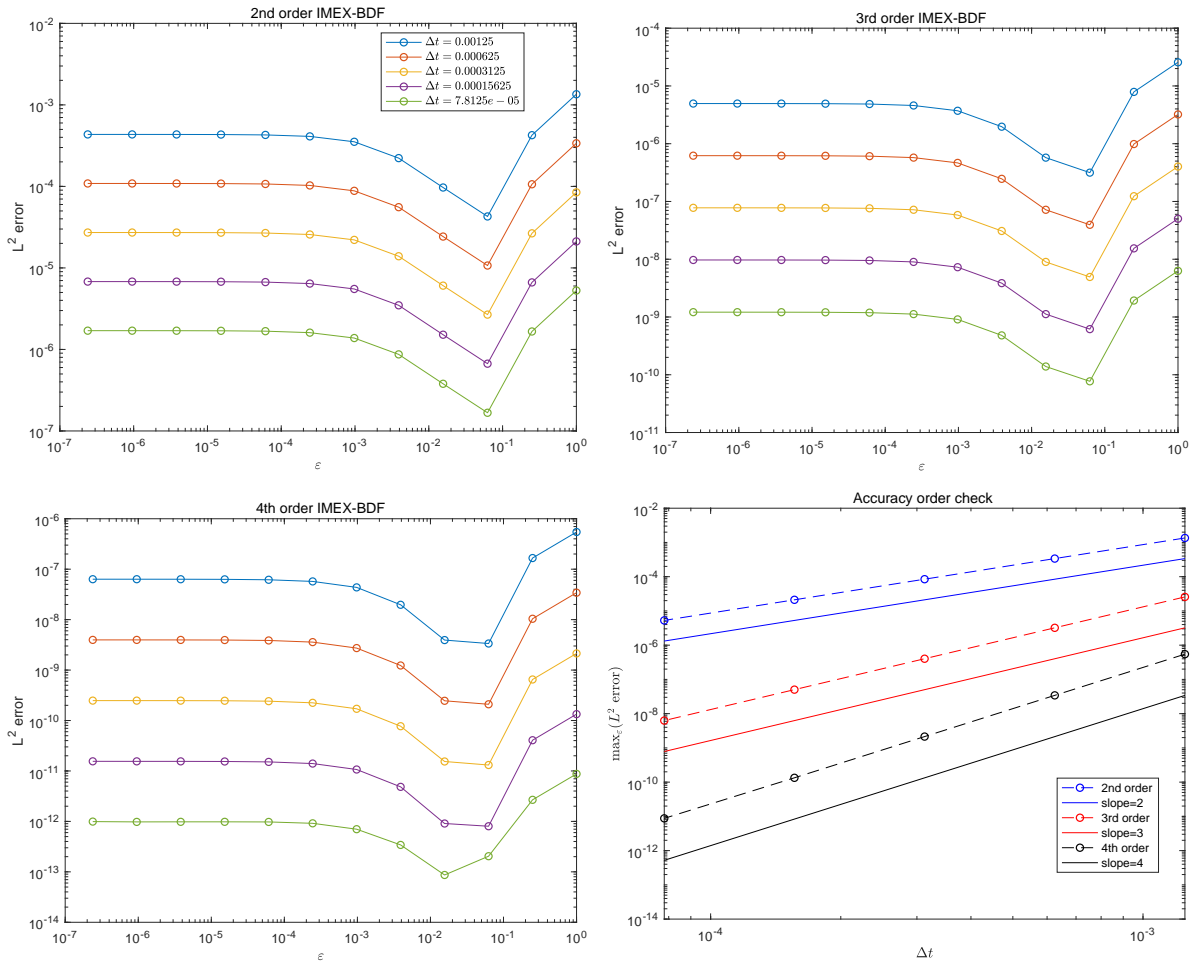 2nd order IMEX-BDF
10^-2
10^-3
10^-4
10^-5
10^-6
10^-7
L^2 error
Δt = 0.00125
Δt = 0.000625
Δt = 0.0003125
Δt = 0.00015625
Δt = 7.8125e − 05
10^-7 10^-6 10^-5 10^-4 10^-3 10^-2 10^-1 10^0
ε
3rd order IMEX-BDF
10^-4
10^-5
10^-6
10^-7
10^-8
10^-9
10^-10
10^-11
L^2 error
10^-7 10^-6 10^-5 10^-4 10^-3 10^-2 10^-1 10^0
ε
4th order IMEX-BDF
10^-6
10^-7
10^-8
10^-9
10^-10
10^-11
10^-12
10^-13
10^-14
L^2 error
10^-7 10^-6 10^-5 10^-4 10^-3 10^-2 10^-1 10^0
ε
Accuracy order check
10^-2
10^-4
10^-6
10^-8
10^-10
10^-12
10^-14
max_ε(L^2 error)
2nd order
slope=2
3rd order
slope=3
4th order
slope=4
10^-4 10^-3
Δt